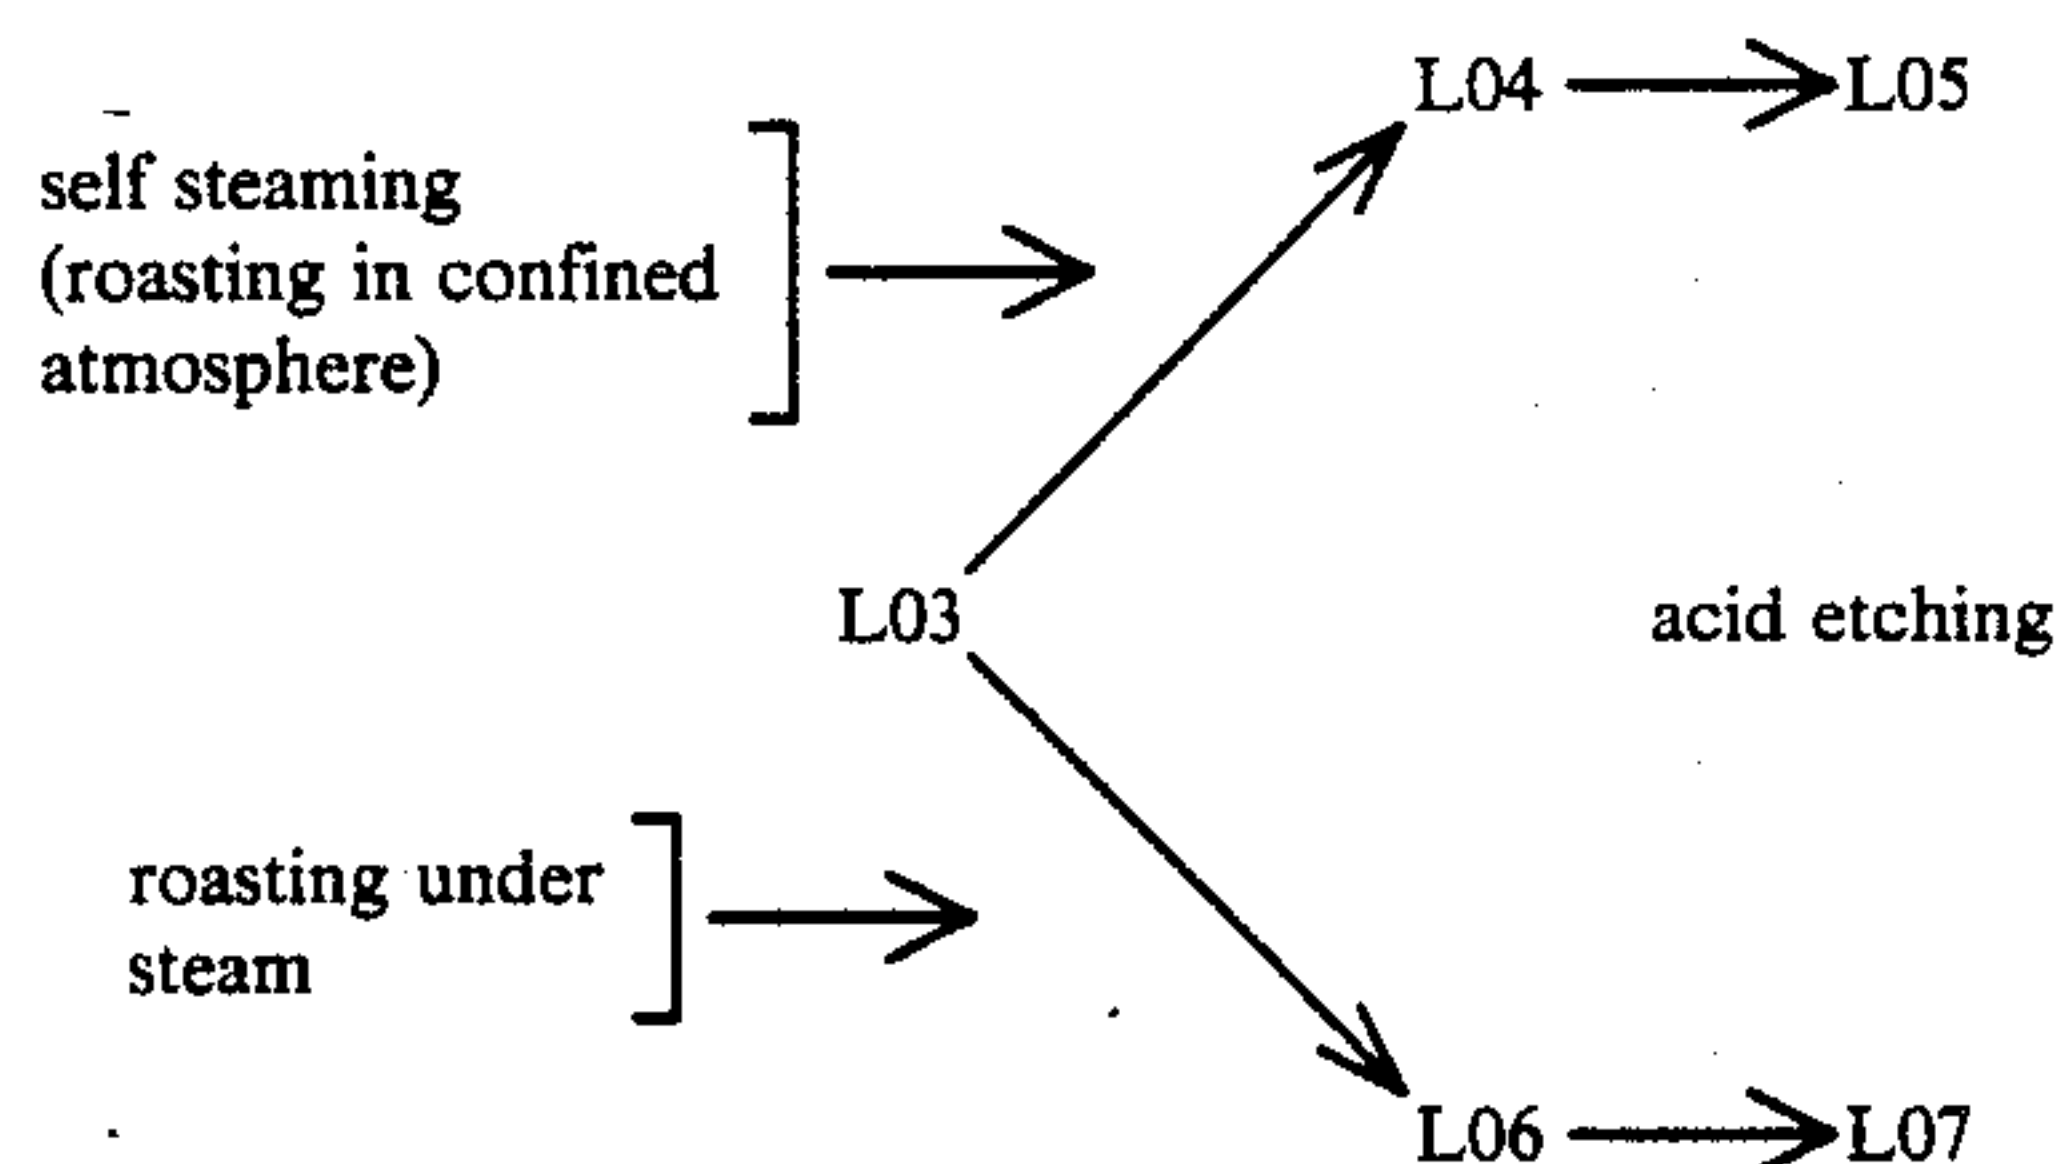 L04 L05
self steaming
(roasting in confined
atmosphere)
L03
acid etching
roasting under
steam
L06 L07